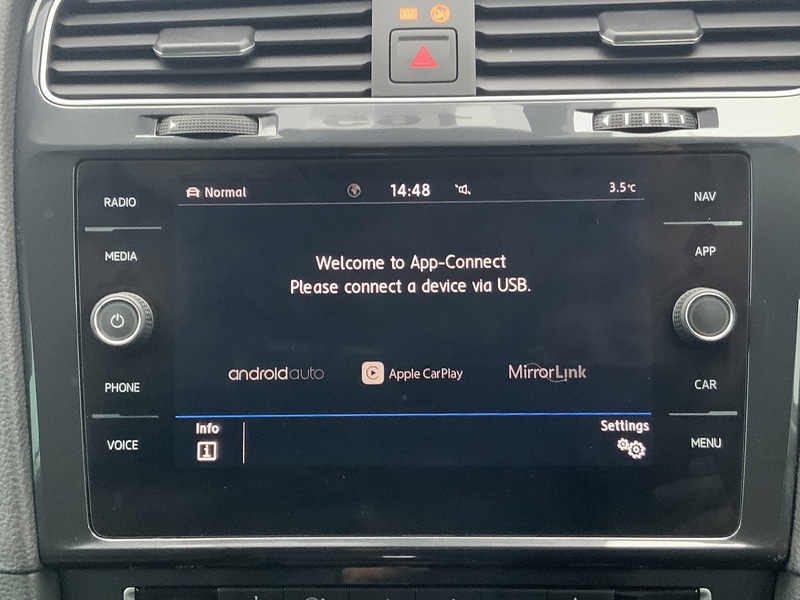 Normal 14:48 3.5°C
RADIO
MEDIA
PHONE
VOICE
Welcome to App-Connect
Please connect a device via USB.
androidauto Apple CarPlay MirrorLink
Info Settings
NAV
APP
CAR
MENU